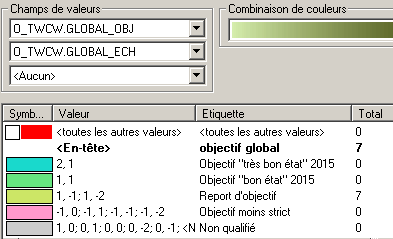 Champs de valeurs
Combinaison de couleurs
O_TWCW.GLOBAL_OBJ
O_TWCW.GLOBAL_ECH
<Aucun>
Symb... Valeur Etiquette Total
<toutes les autres valeurs> <toutes les autres valeurs> 0
<En-tête> objectif global 7
2, 1 Objectif "très bon état" 2015 0
1, 1 Objectif "bon état" 2015 0
1, -1; 1, -2 Report d'objectif 7
-1, 0; -1, 1; -1, -1; -1, -2 Objectif moins strict 0
1, 0; 0, 1; 0, 0; 0, -2; 0, -1; <N Non qualifié 0